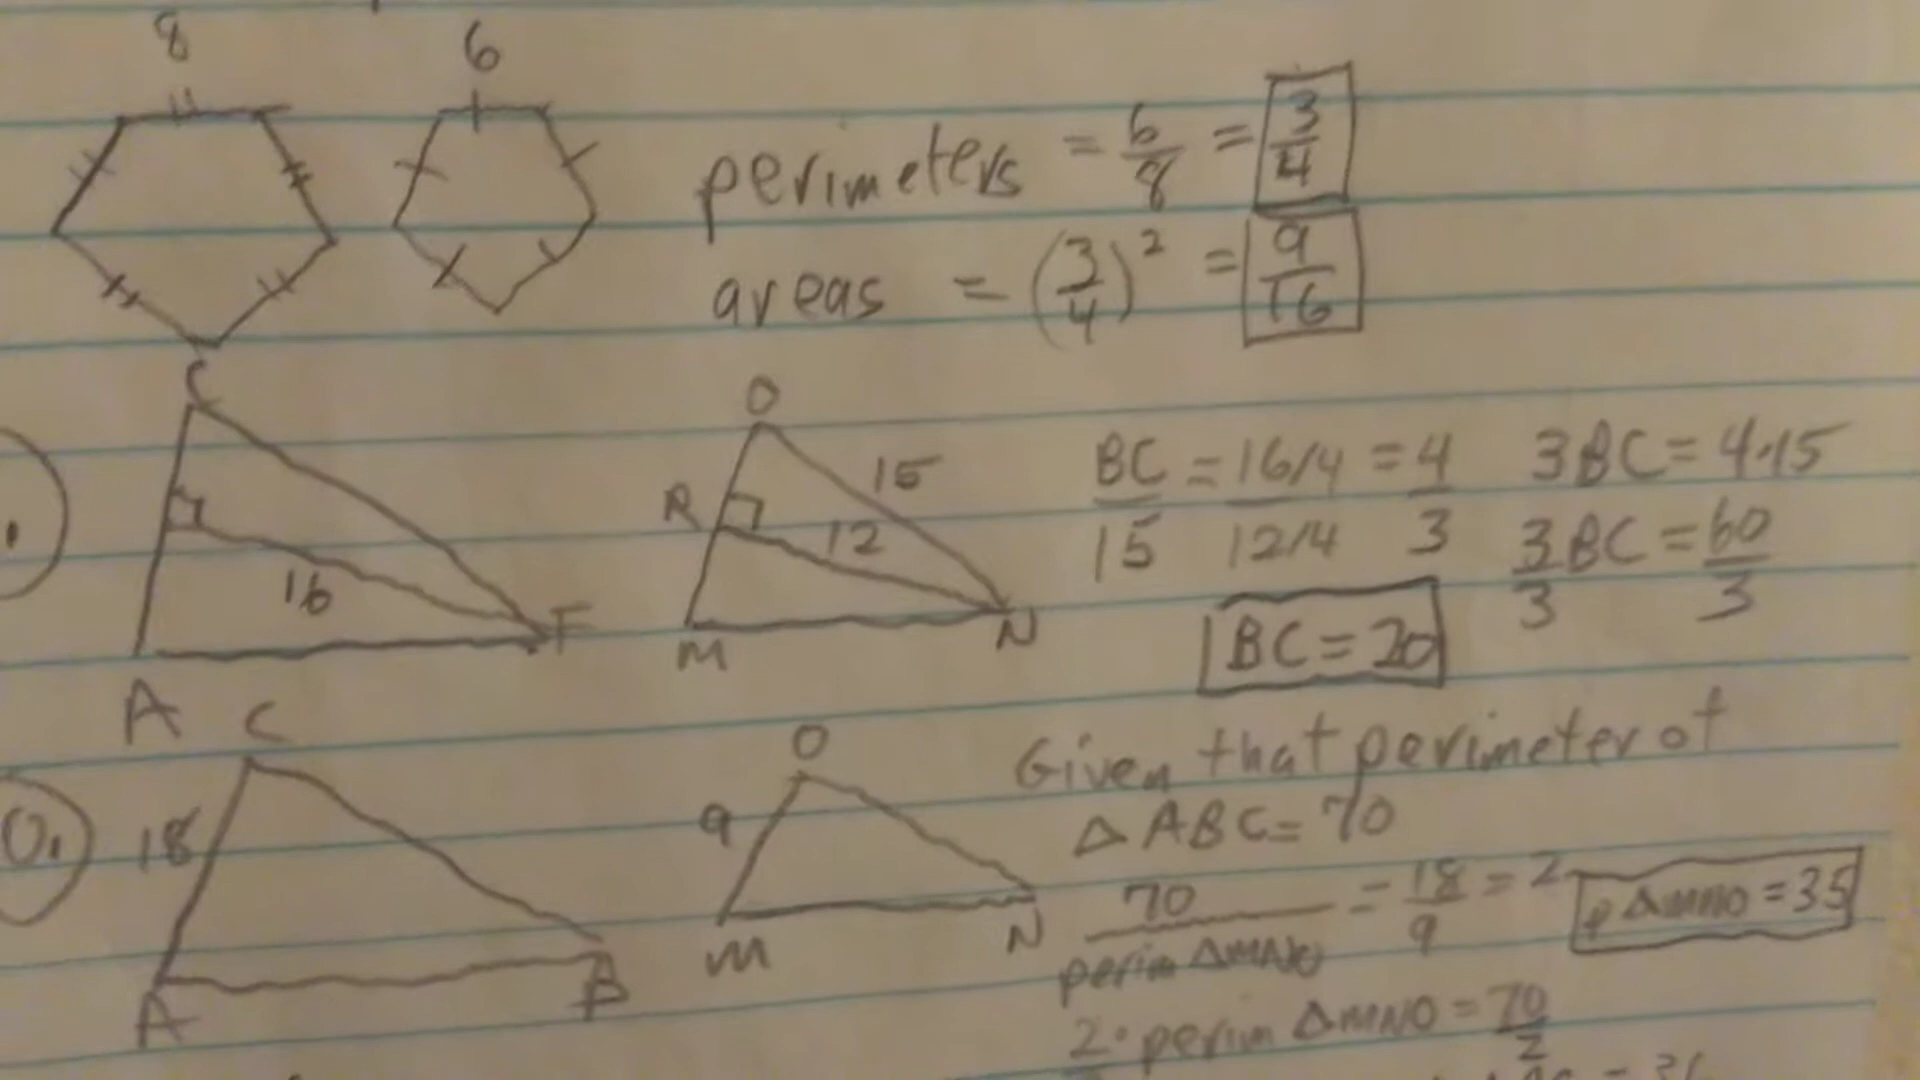 8 6
perimeters = 6/8 = 3/4
areas = (3/4)² = 9/16
C
O
15
R
12
16
F
M
N
A
BC/15 = 16/4 / 12/4 = 4/3
3BC = 4·15
3BC/3 = 60/3
BC = 20
C
O
18
9
A
B
M
N
0.
Given that perimeter of
△ABC = 70
70/perim △MNO = 18/9 = 2
p △MNO = 35
2·perim △MNO = 70/2